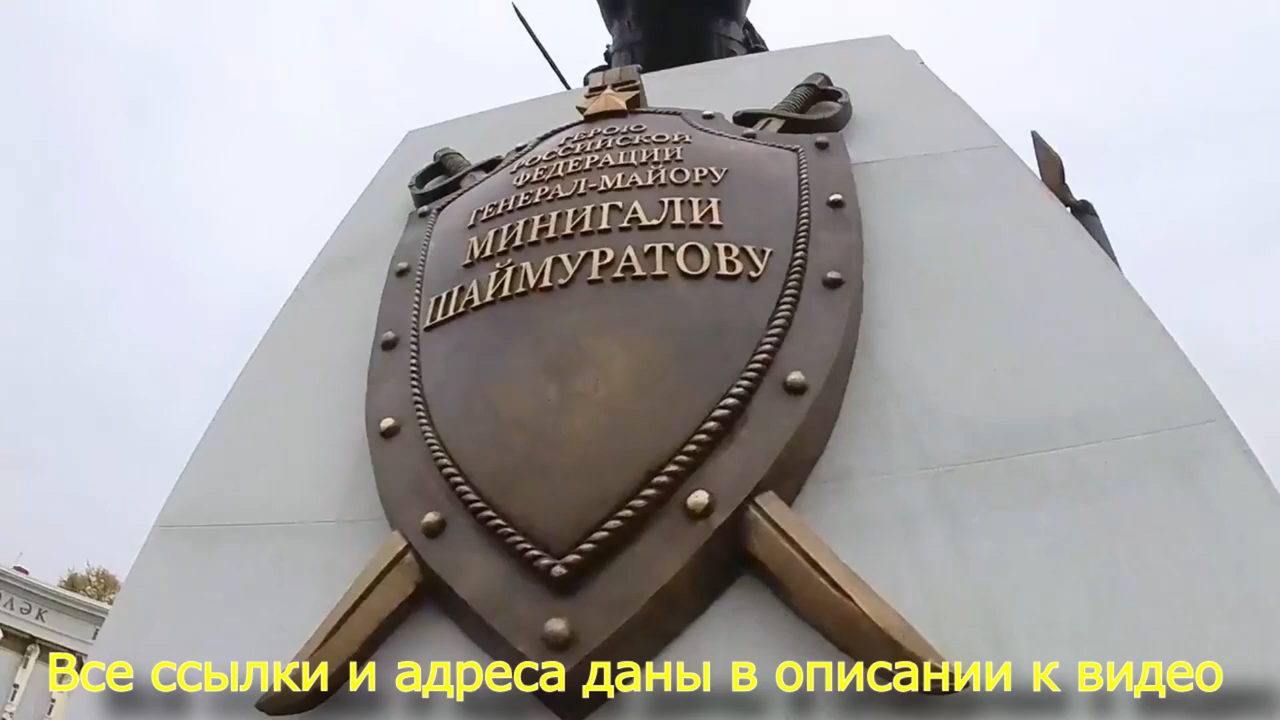 ГЕРОЮ
РОССИЙСКОЙ
ФЕДЕРАЦИИ
ГЕНЕРАЛ-МАЙОРУ
МИНИГАЛИ
ШАЙМУРАТОВУ
Все ссылки и адреса даны в описании к видео